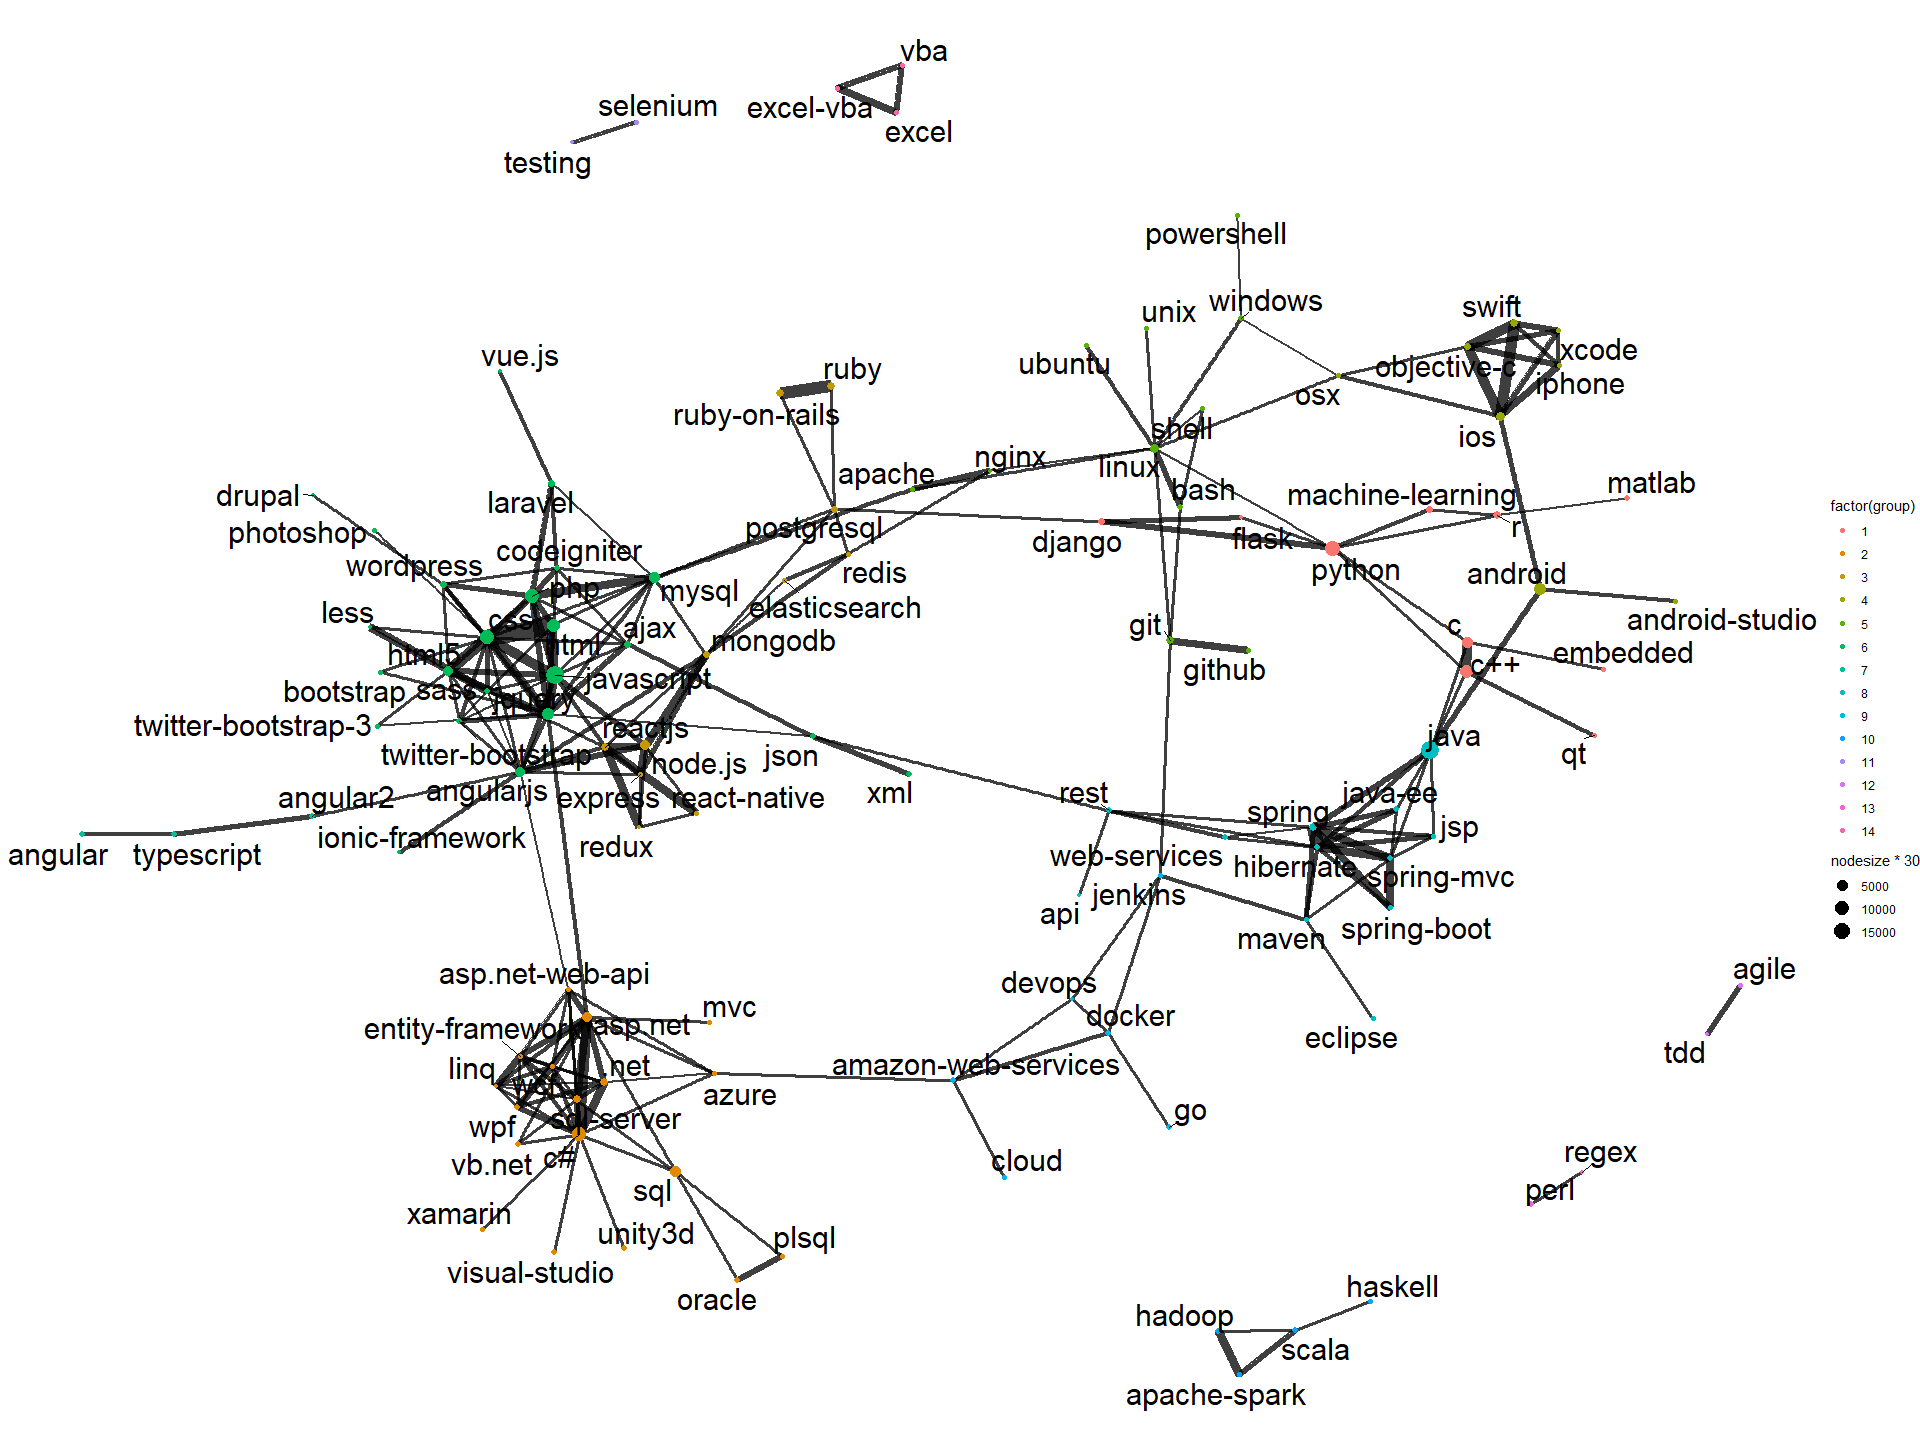 vba
selenium
excel-vba
excel
testing
powershell
windows
unix
swift
ubuntu
objective-c
xcode
iphone
osx
vue.js
ruby
ruby-on-rails
shell
ios
nginx
apache
linux
bash
machine-learning
matlab
drupal
laravel
photoshop
codeigniter
postgresql
django
flask
r
python
android
wordpress
php
mysql
redis
elasticsearch
less
css
html
ajax
mongodb
git
github
c
android-studio
c++
embedded
html5
bootstrap
sass
jquery
javascript
twitter-bootstrap-3
reactjs
twitter-bootstrap
node.js
json
java
qt
angular2
angularjs
express
react-native
xml
rest
spring
java-ee
jsp
ionic-framework
redux
angular
typescript
web-services
hibernate
spring-mvc
api
jenkins
maven
spring-boot
asp.net-web-api
mvc
devops
docker
eclipse
agile
tdd
entity-framework
asp.net
linq
wcf
.net
azure
amazon-web-services
wpf
sql-server
go
vb.net
c#
sql
cloud
regex
perl
xamarin
unity3d
plsql
visual-studio
oracle
haskell
hadoop
scala
apache-spark
factor(group)
1
2
3
4
5
6
7
8
9
10
11
12
13
14
nodesize * 30
5000
10000
15000